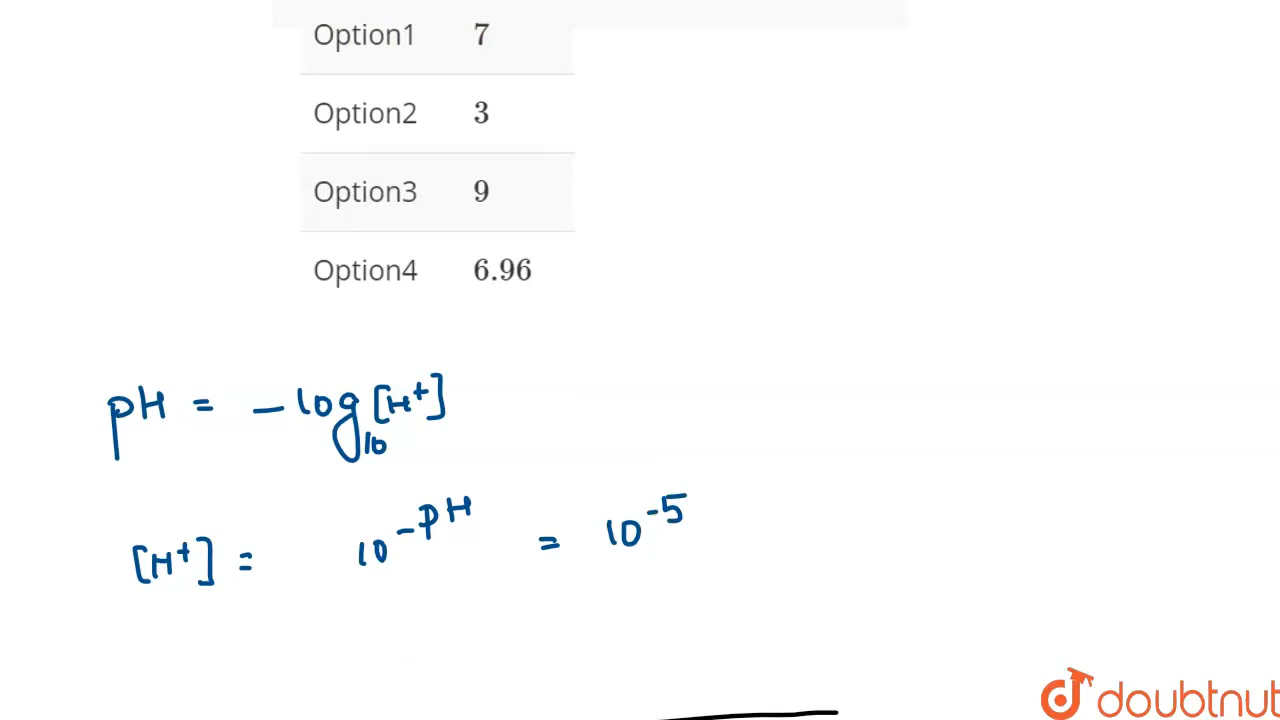 Option1 7
Option2 3
Option3 9
Option4 6.96
pH = - log₁₀ [H⁺]
[H⁺] = 10^-pH = 10^-5
doubtnut